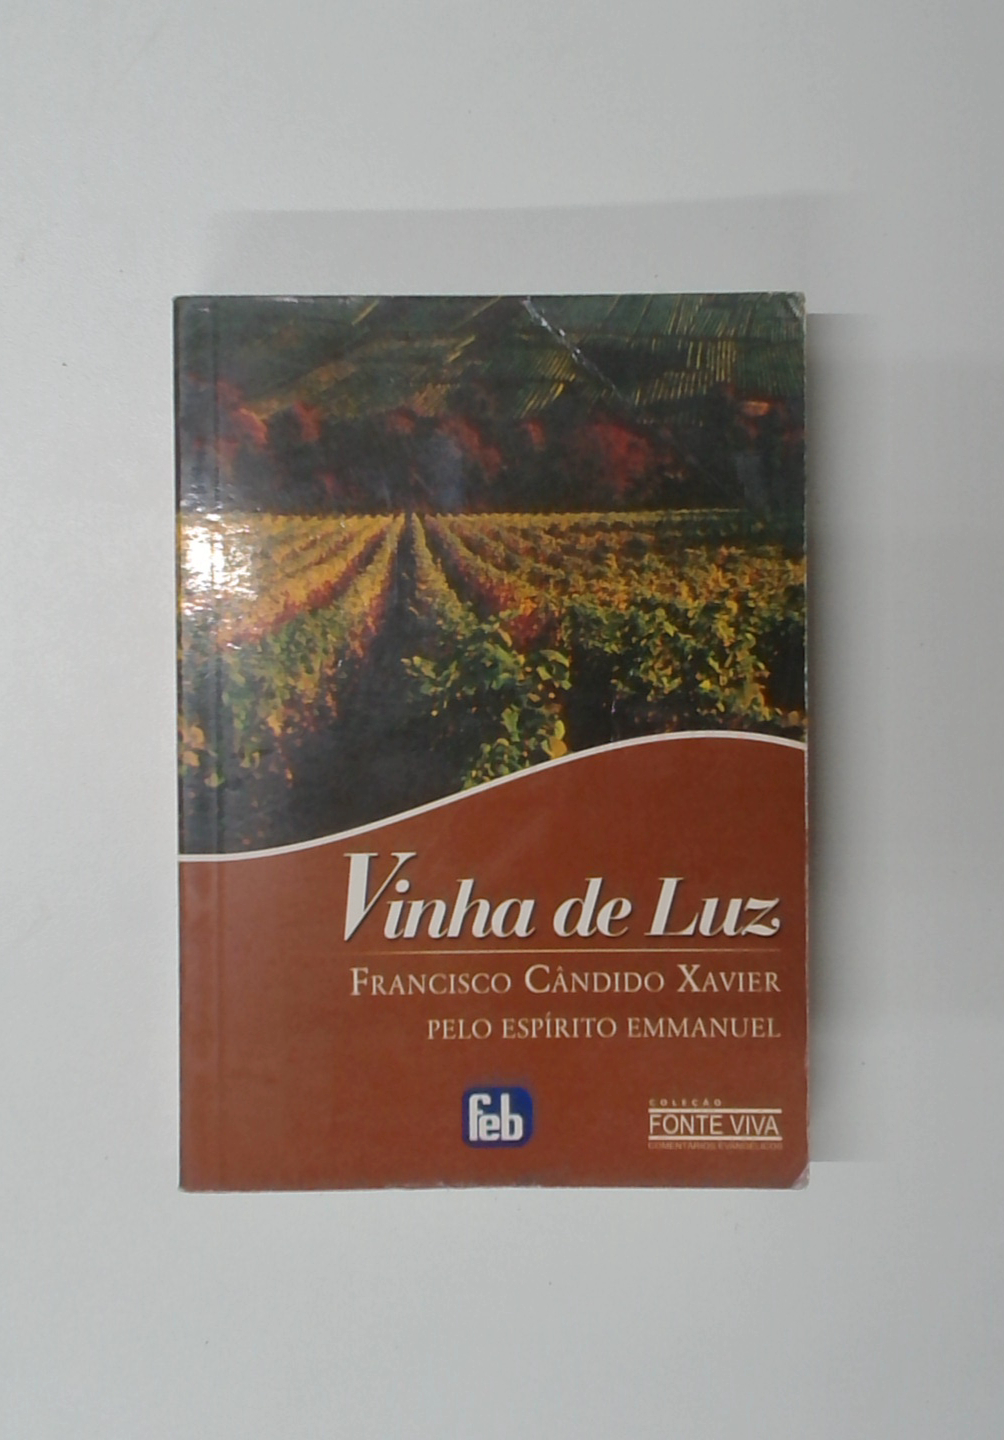 Vinha de Luz
FRANCISCO CÂNDIDO XAVIER
PELO ESPÍRITO EMMANUEL
feb
COLEÇÃO
FONTE VIVA
COMENTÁRIOS EVANGÉLICOS